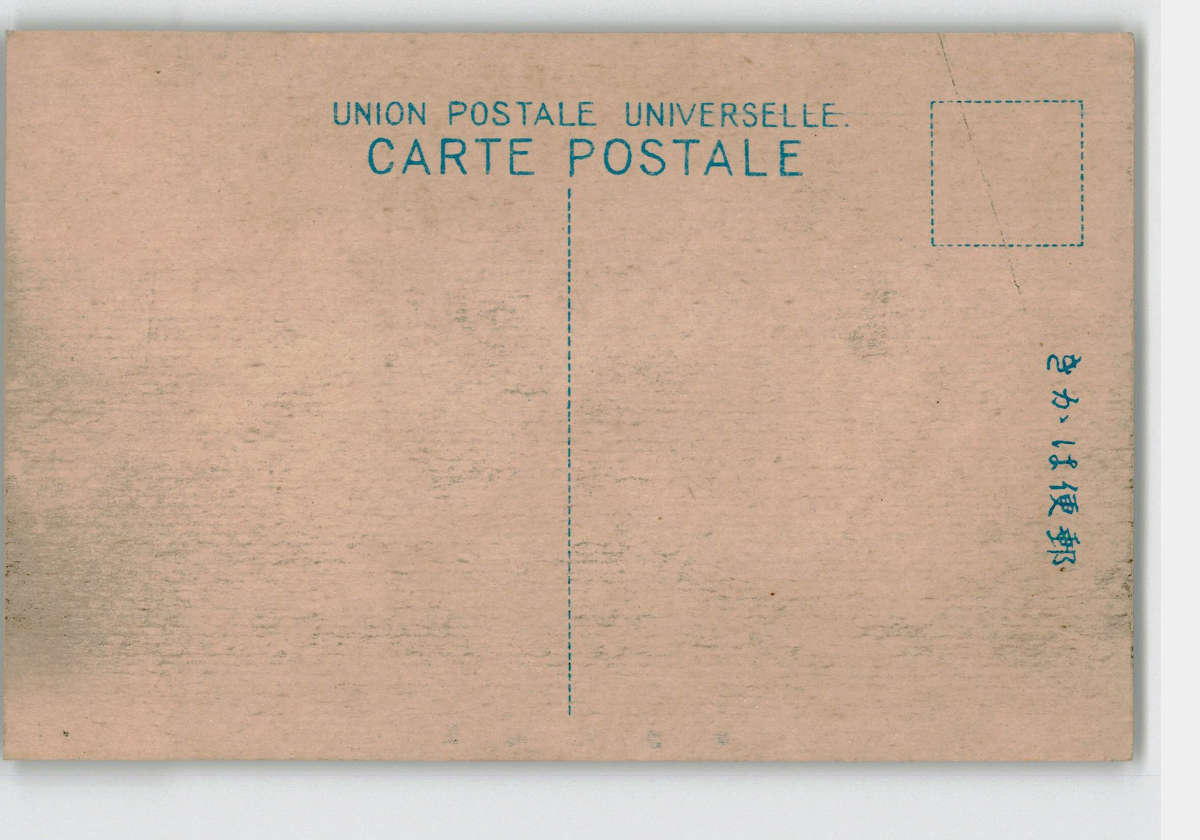 UNION POSTALE UNIVERSELLE.
CARTE POSTALE
きかは便郵